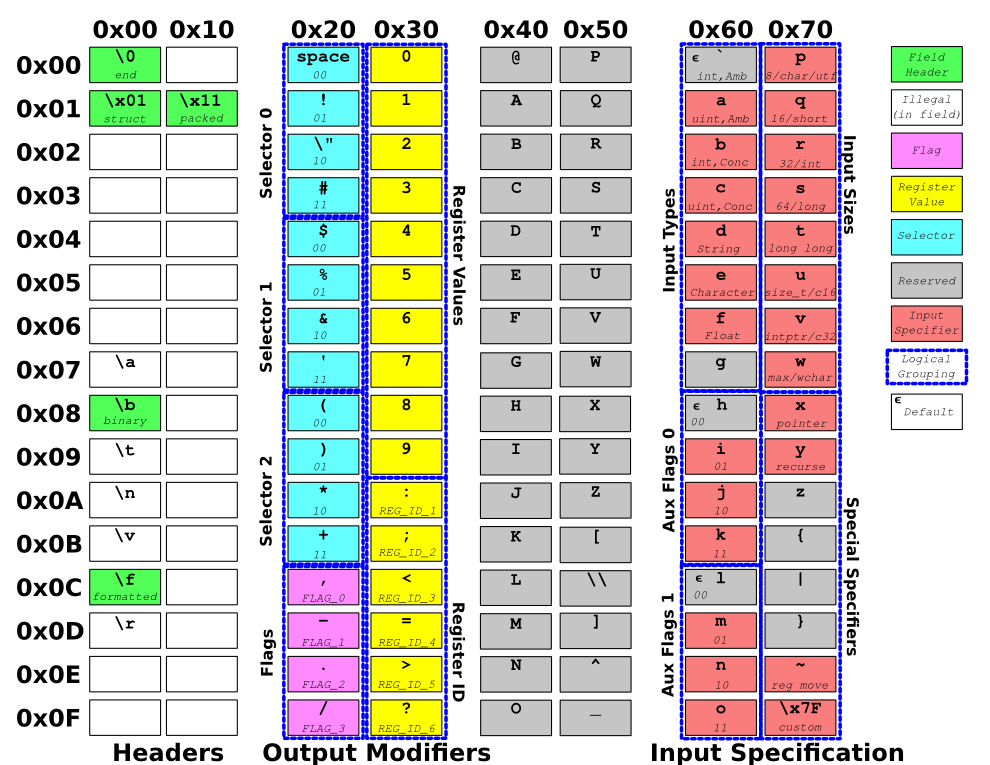 0x00 0x10 0x20 0x30 0x40 0x50 0x60 0x70
0x00 \0 space 0 @ P ϵ ` p Field
end 00 int,Amb 8/char/utf Header
0x01 \x01 \x11 ! 1 A Q a q Illegal
struct packed 01 uint,Amb 16/short (in field)
0x02 \" 2 B R b r Flag
10 int,Conc 32/int
0x03 # 3 C S c s Register
11 uint,Conc 64/long Value
0x04 $ 4 D T d t Selector
00 String long long
0x05 % 5 E U e u Reserved
01 Character size_t/c16
0x06 & 6 F V f v Input
10 Float intptr/c32 Specifier
0x07 \a ' 7 G W g w Logical
11 max/wchar Grouping
0x08 \b ( 8 H X ϵ h x ϵ
binary 00 00 pointer Default
0x09 \t ) 9 I Y i y
01 01 recurse
0x0A \n * : J Z j z
10 REG_ID_1 10
0x0B \v + ; K [ k {
11 REG_ID_2 11
0x0C \f , < L \\ ϵ l |
formatted FLAG_0 REG_ID_3 00
0x0D \r - = M ] m }
FLAG_1 REG_ID_4 01
0x0E . > N ^ n ~
FLAG_2 REG_ID_5 10 reg move
0x0F / ? O _ o \x7F
FLAG_3 REG_ID_6 11 custom
Selector 0
Selector 1
Selector 2
Flags
Register Values
Register ID
Input Types
Aux Flags 0
Aux Flags 1
Input Sizes
Special Specifiers
Headers Output Modifiers Input Specification